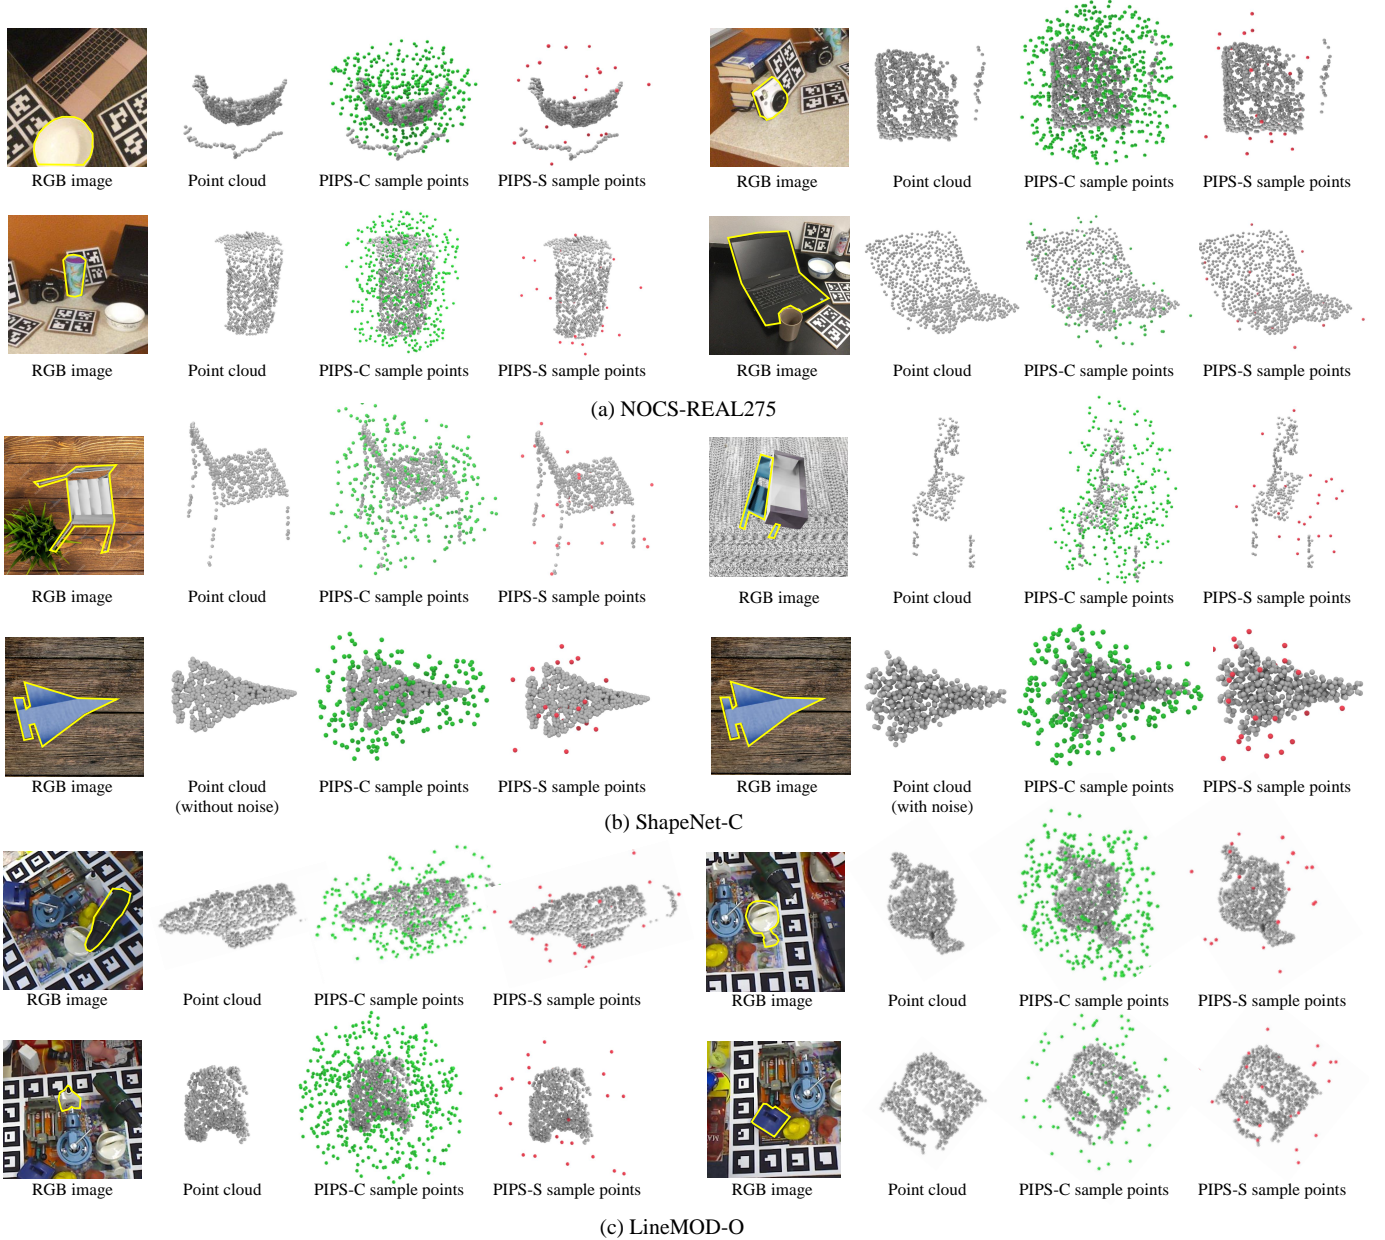 RGB image Point cloud PIPS-C sample points PIPS-S sample points RGB image Point cloud PIPS-C sample points PIPS-S sample points
RGB image Point cloud PIPS-C sample points PIPS-S sample points RGB image Point cloud PIPS-C sample points PIPS-S sample points
(a) NOCS-REAL275
RGB image Point cloud PIPS-C sample points PIPS-S sample points RGB image Point cloud PIPS-C sample points PIPS-S sample points
RGB image Point cloud PIPS-C sample points PIPS-S sample points RGB image Point cloud PIPS-C sample points PIPS-S sample points
(without noise) (with noise)
(b) ShapeNet-C
RGB image Point cloud PIPS-C sample points PIPS-S sample points RGB image Point cloud PIPS-C sample points PIPS-S sample points
RGB image Point cloud PIPS-C sample points PIPS-S sample points RGB image Point cloud PIPS-C sample points PIPS-S sample points
(c) LineMOD-O